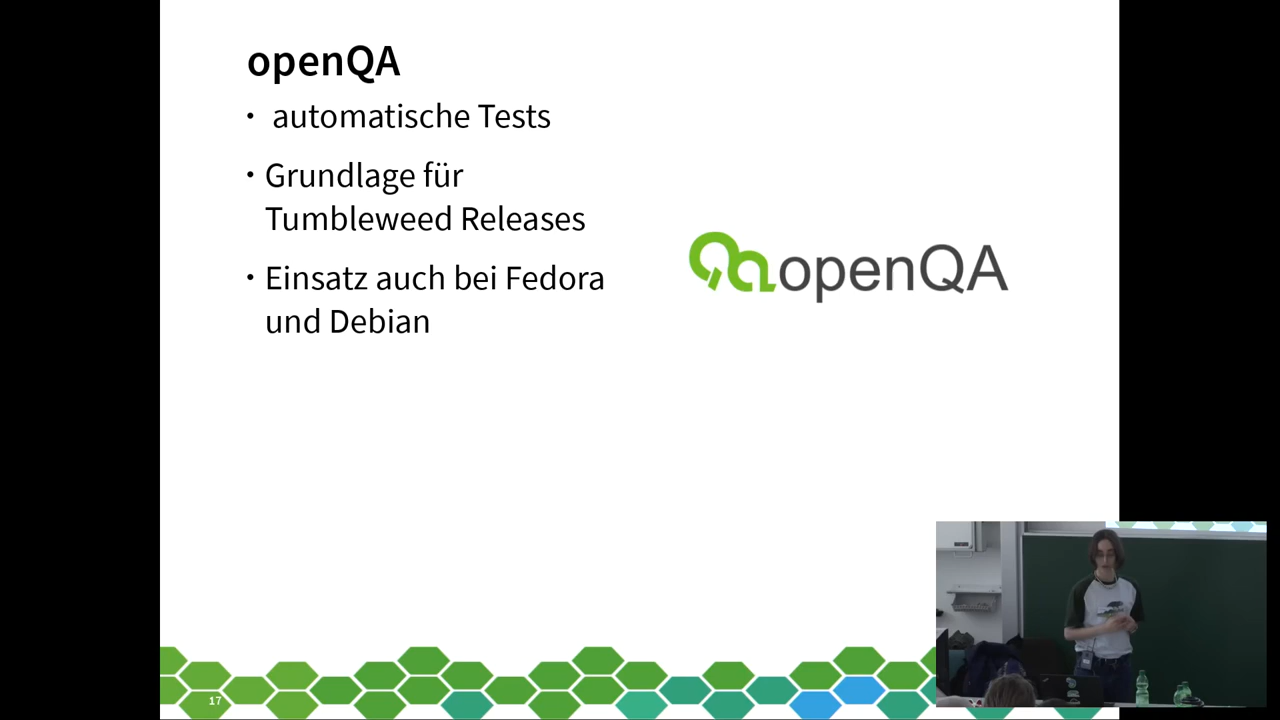 openQA
• automatische Tests
• Grundlage für
Tumbleweed Releases
• Einsatz auch bei Fedora
und Debian
openQA
17